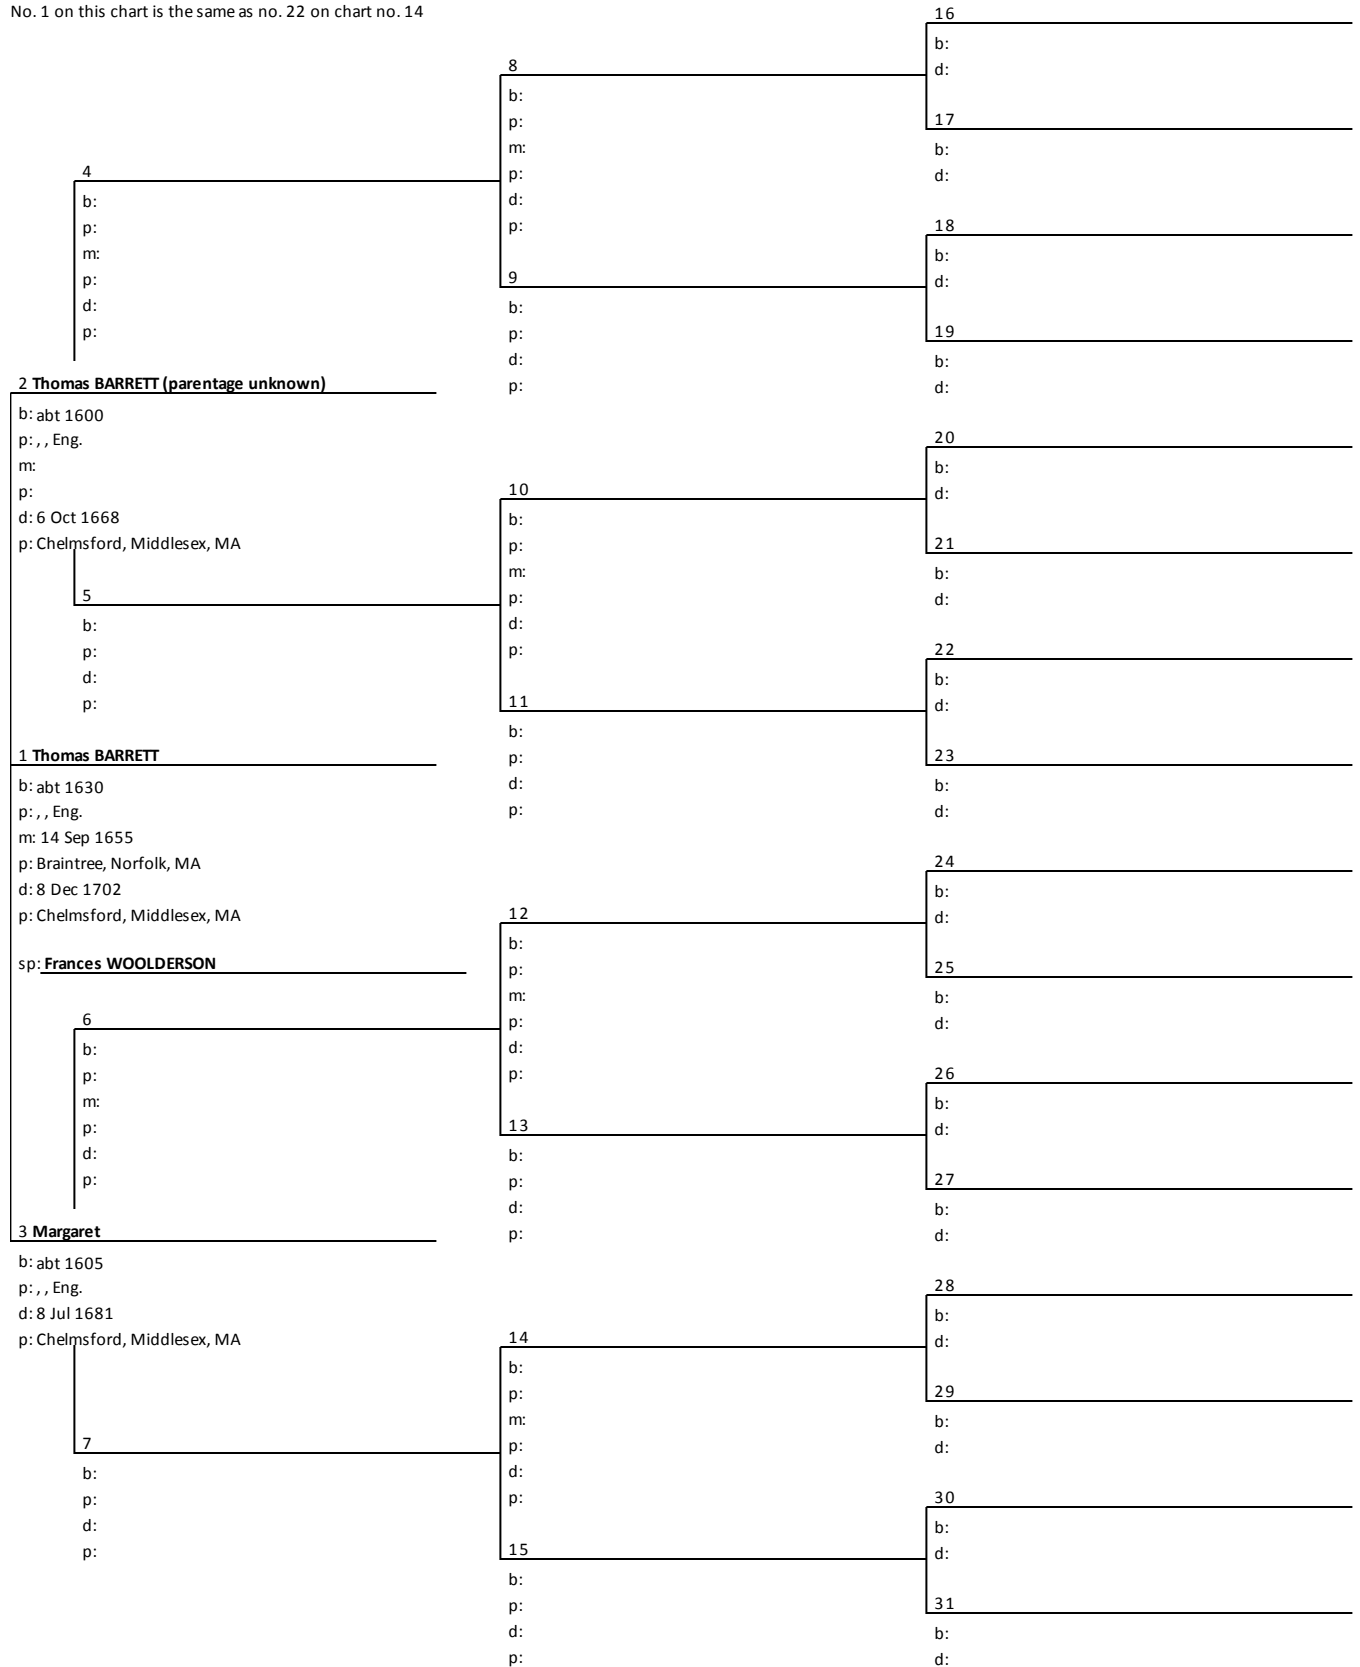 No. 1 on this chart is the same as no. 22 on chart no. 14
4
b:
p:
m:
p:
d:
p:
2 Thomas BARRETT (parentage unknown)
b: abt 1600
p: , , Eng.
m:
p:
d: 6 Oct 1668
p: Chelmsford, Middlesex, MA
5
b:
p:
d:
p:
1 Thomas BARRETT
b: abt 1630
p: , , Eng.
m: 14 Sep 1655
p: Braintree, Norfolk, MA
d: 8 Dec 1702
p: Chelmsford, Middlesex, MA
sp: Frances WOOLDERSON
6
b:
p:
m:
p:
d:
p:
3 Margaret
b: abt 1605
p: , , Eng.
d: 8 Jul 1681
p: Chelmsford, Middlesex, MA
7
b:
p:
d:
p:
8
b:
p:
m:
p:
d:
p:
9
b:
p:
d:
p:
10
b:
p:
m:
p:
d:
p:
11
b:
p:
d:
p:
12
b:
p:
m:
p:
d:
p:
13
b:
p:
d:
p:
14
b:
p:
m:
p:
d:
p:
15
b:
p:
d:
p:
16
b:
d:
17
b:
d:
18
b:
d:
19
b:
d:
20
b:
d:
21
b:
d:
22
b:
d:
23
b:
d:
24
b:
d:
25
b:
d:
26
b:
d:
27
b:
d:
28
b:
d:
29
b:
d:
30
b:
d:
31
b:
d: